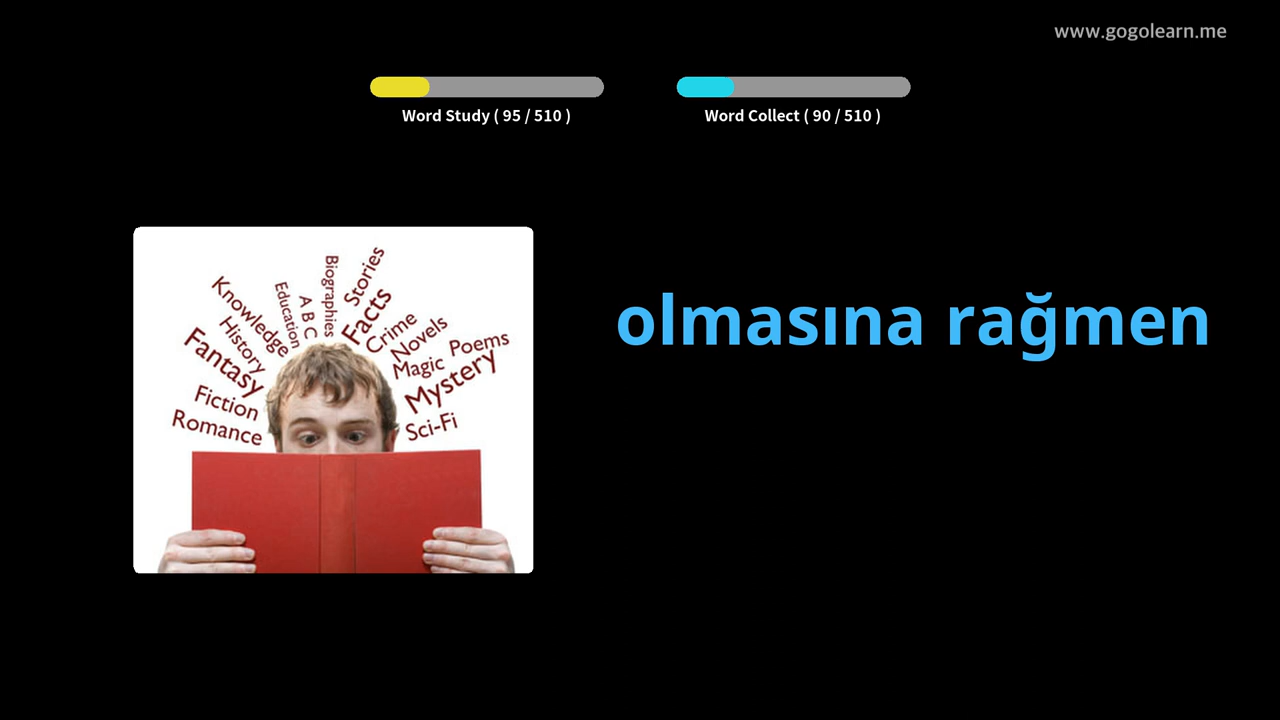 www.gogolearn.me
Word Study ( 95 / 510 )
Word Collect ( 90 / 510 )
Biographies
Stories
Education
A B C
Facts
Knowledge
Crime
History
Novels
Poems
Fantasy
Magic
Mystery
Fiction
Romance
Sci-Fi
olmasına rağmen